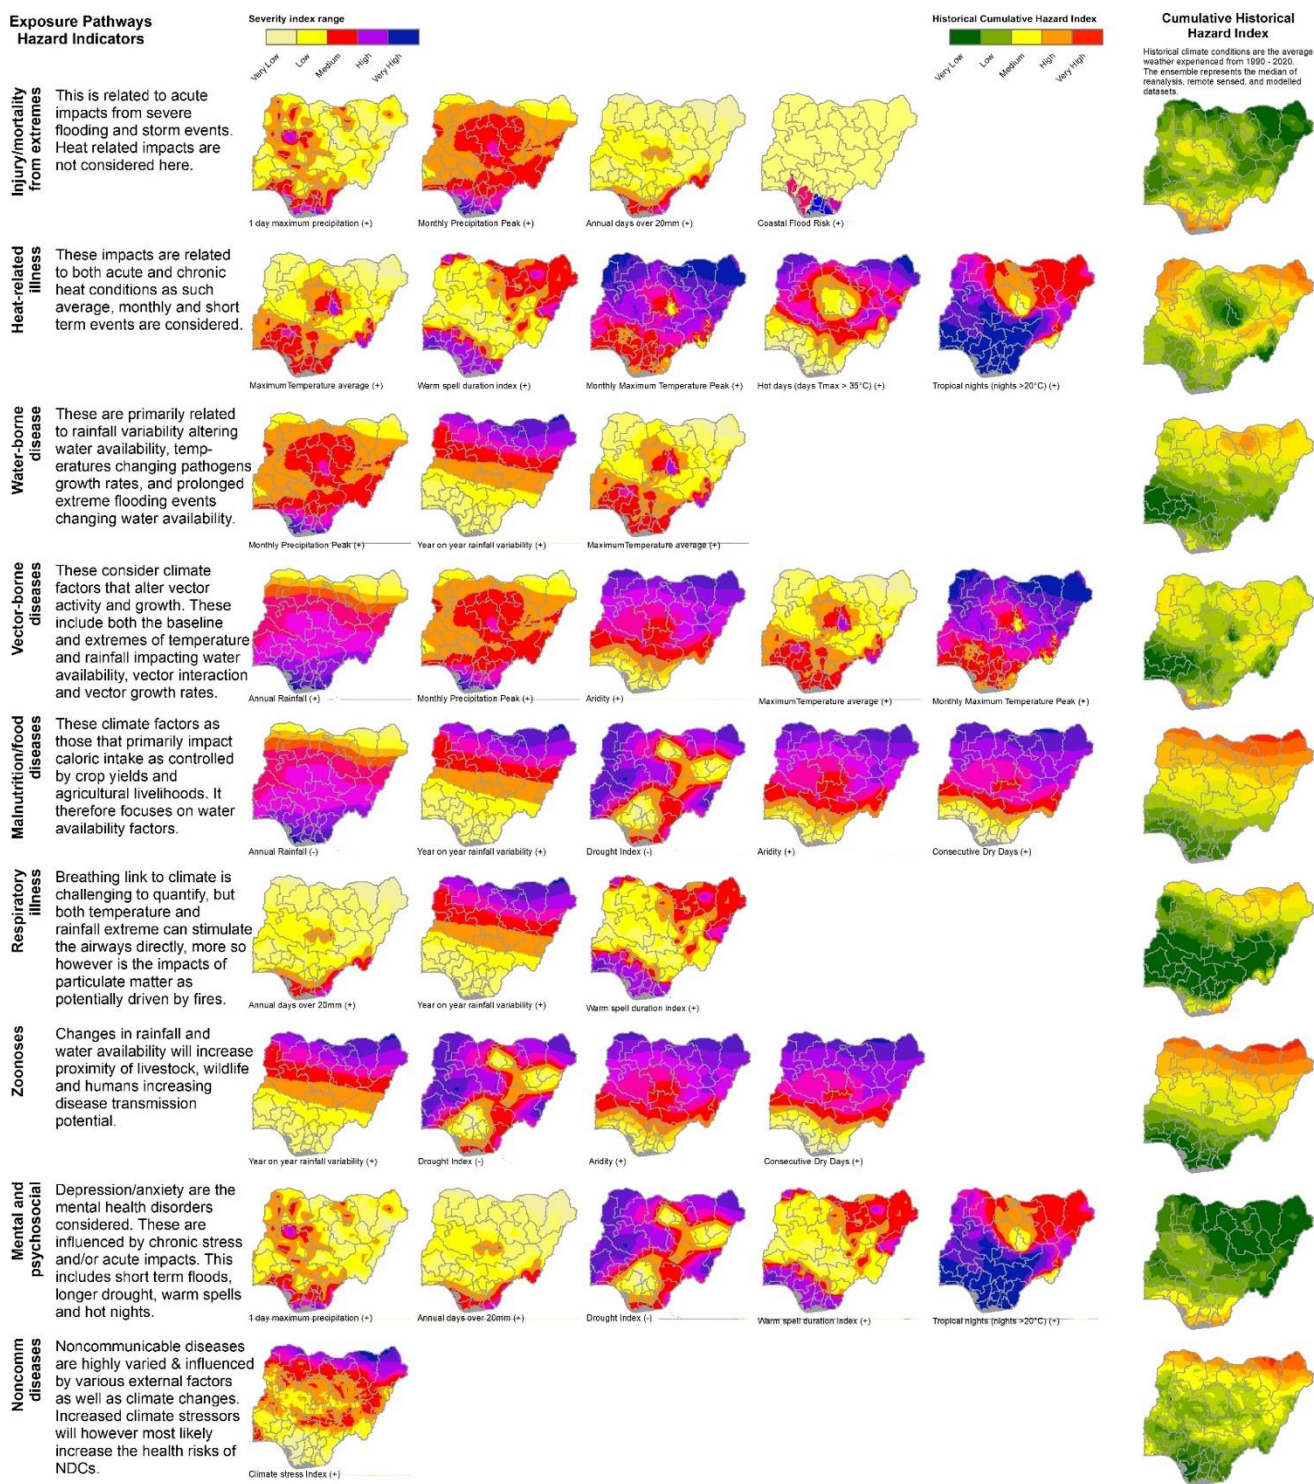 Exposure Pathways
Hazard Indicators
Severity index range
Very Low
Low
Medium
High
Very High
Historical Cumulative Hazard Index
Very Low
Low
Medium
High
Very High
Cumulative Historical
Hazard Index
Historical climate conditions are the average
weather experienced from 1990 - 2020.
The ensemble represents the median of
reanalysis, remote sensed, and modelled
datasets.
Injury/mortality
from extremes
This is related to acute
impacts from severe
flooding and storm events.
Heat related impacts are
not considered here.
1 day maximum precipitation (+)
Monthly Precipitation Peak (+)
Annual days over 20mm (+)
Coastal Flood Risk (+)
Heat-related
illness
These impacts are related
to both acute and chronic
heat conditions as such
average, monthly and short
term events are considered.
MaximumTemperature average (+)
Warm spell duration index (+)
Monthly Maximum Temperature Peak (+)
Hot days (days Tmax > 35°C) (+)
Tropical nights (nights >20°C) (+)
Water-borne
disease
These are primarily related
to rainfall variability altering
water availability, temp-
eratures changing pathogens
growth rates, and prolonged
extreme flooding events
changing water availability.
Monthly Precipitation Peak (+)
Year on year rainfall variability (+)
MaximumTemperature average (+)
Vector-borne
diseases
These consider climate
factors that alter vector
activity and growth. These
include both the baseline
and extremes of temperature
and rainfall impacting water
availability, vector interaction
and vector growth rates.
Annual Rainfall (+)
Monthly Precipitation Peak (+)
Aridity (+)
MaximumTemperature average (+)
Monthly Maximum Temperature Peak (+)
Malnutrition/food
diseases
These climate factors as
those that primarily impact
caloric intake as controlled
by crop yields and
agricultural livelihoods. It
therefore focuses on water
availability factors.
Annual Rainfall (-)
Year on year rainfall variability (+)
Drought Index (-)
Aridity (+)
Consecutive Dry Days (+)
Respiratory
illness
Breathing link to climate is
challenging to quantify, but
both temperature and
rainfall extreme can stimulate
the airways directly, more so
however is the impacts of
particulate matter as
potentially driven by fires.
Annual days over 20mm (+)
Year on year rainfall variability (+)
Warm spell duration index (+)
Zoonoses
Changes in rainfall and
water availability will increase
proximity of livestock, wildlife
and humans increasing
disease transmission
potential.
Year on year rainfall variability (+)
Drought Index (-)
Aridity (+)
Consecutive Dry Days (+)
Mental and
psychosocial
Depression/anxiety are the
mental health disorders
considered. These are
influenced by chronic stress
and/or acute impacts. This
includes short term floods,
longer drought, warm spells
and hot nights.
1 day maximum precipitation (+)
Annual days over 20mm (+)
Drought Index (-)
Warm spell duration index (+)
Tropical nights (nights >20°C) (+)
Noncomm
diseases
Noncommunicable diseases
are highly varied & influenced
by various external factors
as well as climate changes.
Increased climate stressors
will however most likely
increase the health risks of
NDCs.
Climate stress Index (+)